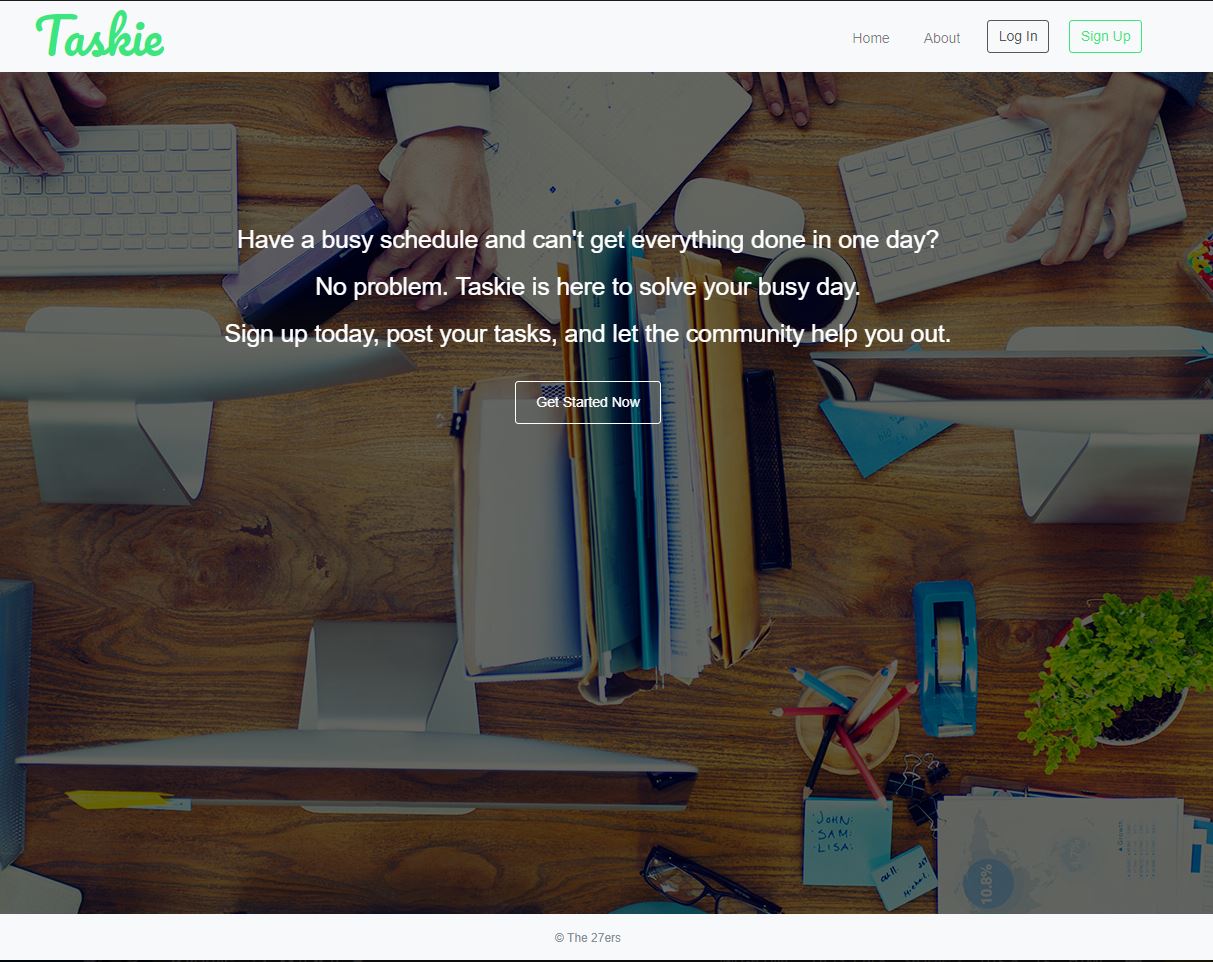 Taskie
Home About Log In Sign Up
Have a busy schedule and can't get everything done in one day?
No problem. Taskie is here to solve your busy day.
Sign up today, post your tasks, and let the community help you out.
Get Started Now
· JOHN:
· SAM:
· LISA:
call
Michael.
Growth
10.8%
© The 27ers